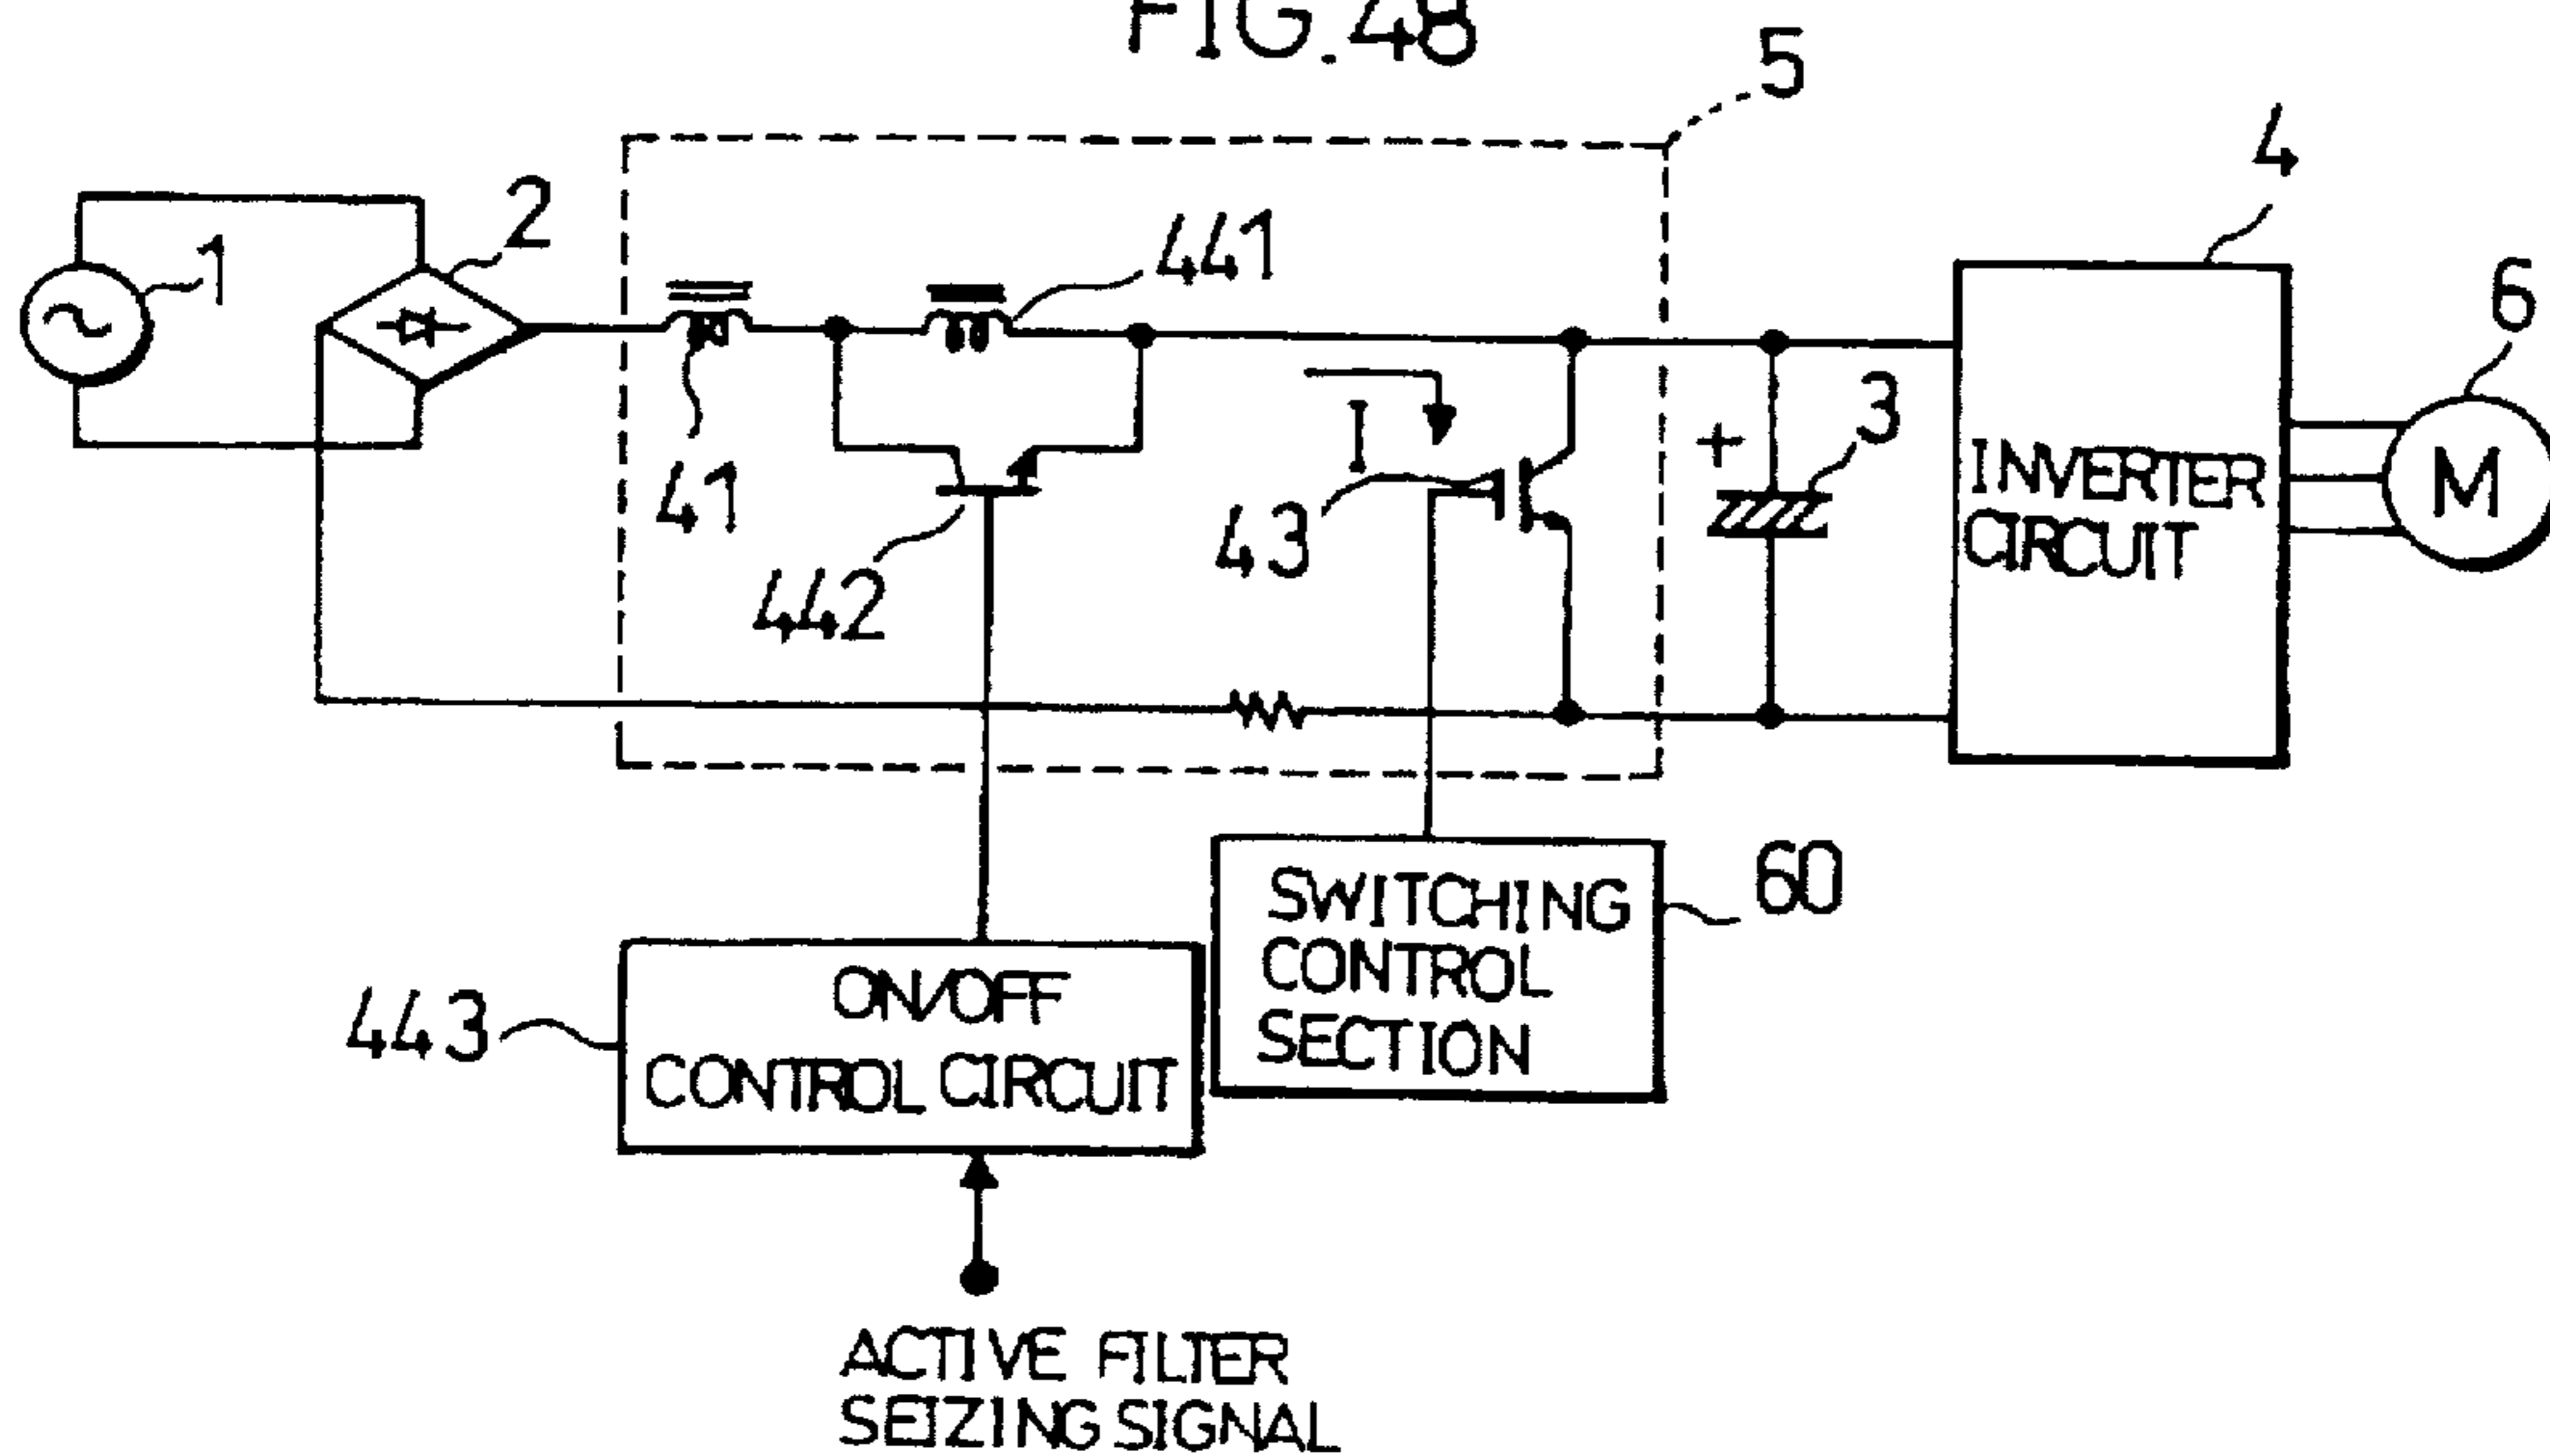 FIG.48
5
4
2
1
441
6
I
3
+
41
43
442
INVERTER
CIRCUIT
M
60
SWITCHING
CONTROL
SECTION
443
ON/OFF
CONTROL CIRCUIT
ACTIVE FILTER
SEIZING SIGNAL